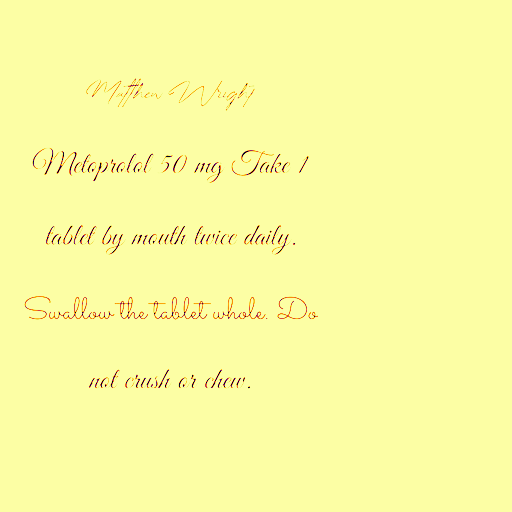 Matthew Wright
Metoprolol 50 mg Take 1
tablet by mouth twice daily.
Swallow the tablet whole. Do
not crush or chew.